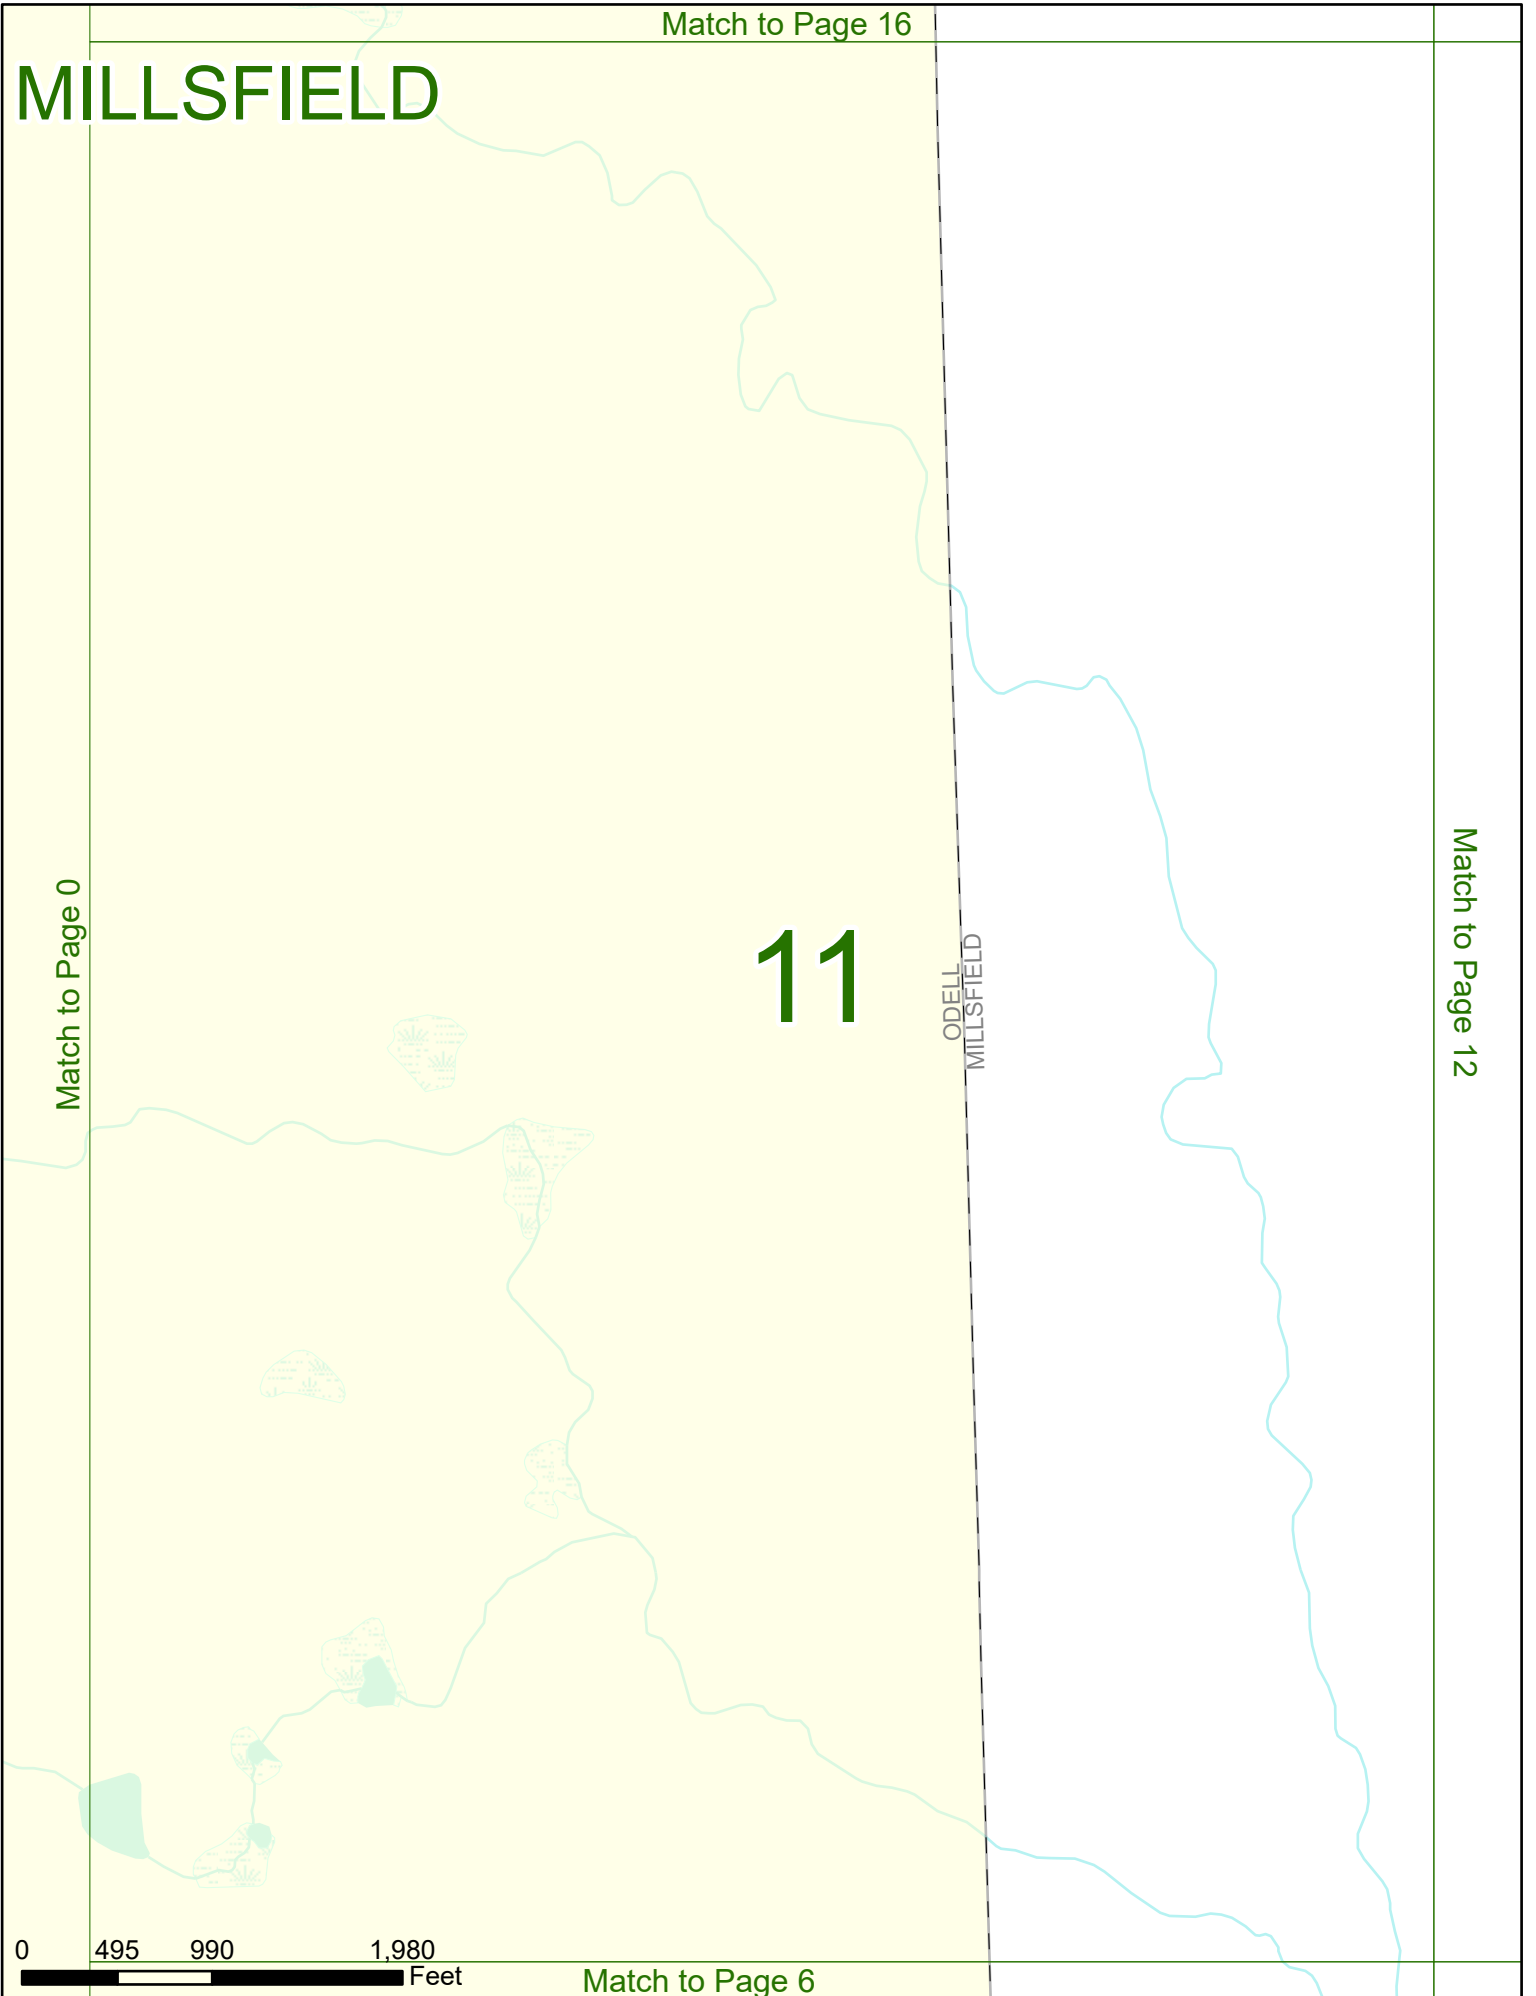 Match to Page 16
MILLSFIELD
Match to Page 0
11
ODELL
MILLSFIELD
Match to Page 12
0 495 990 1,980
Feet
Match to Page 6